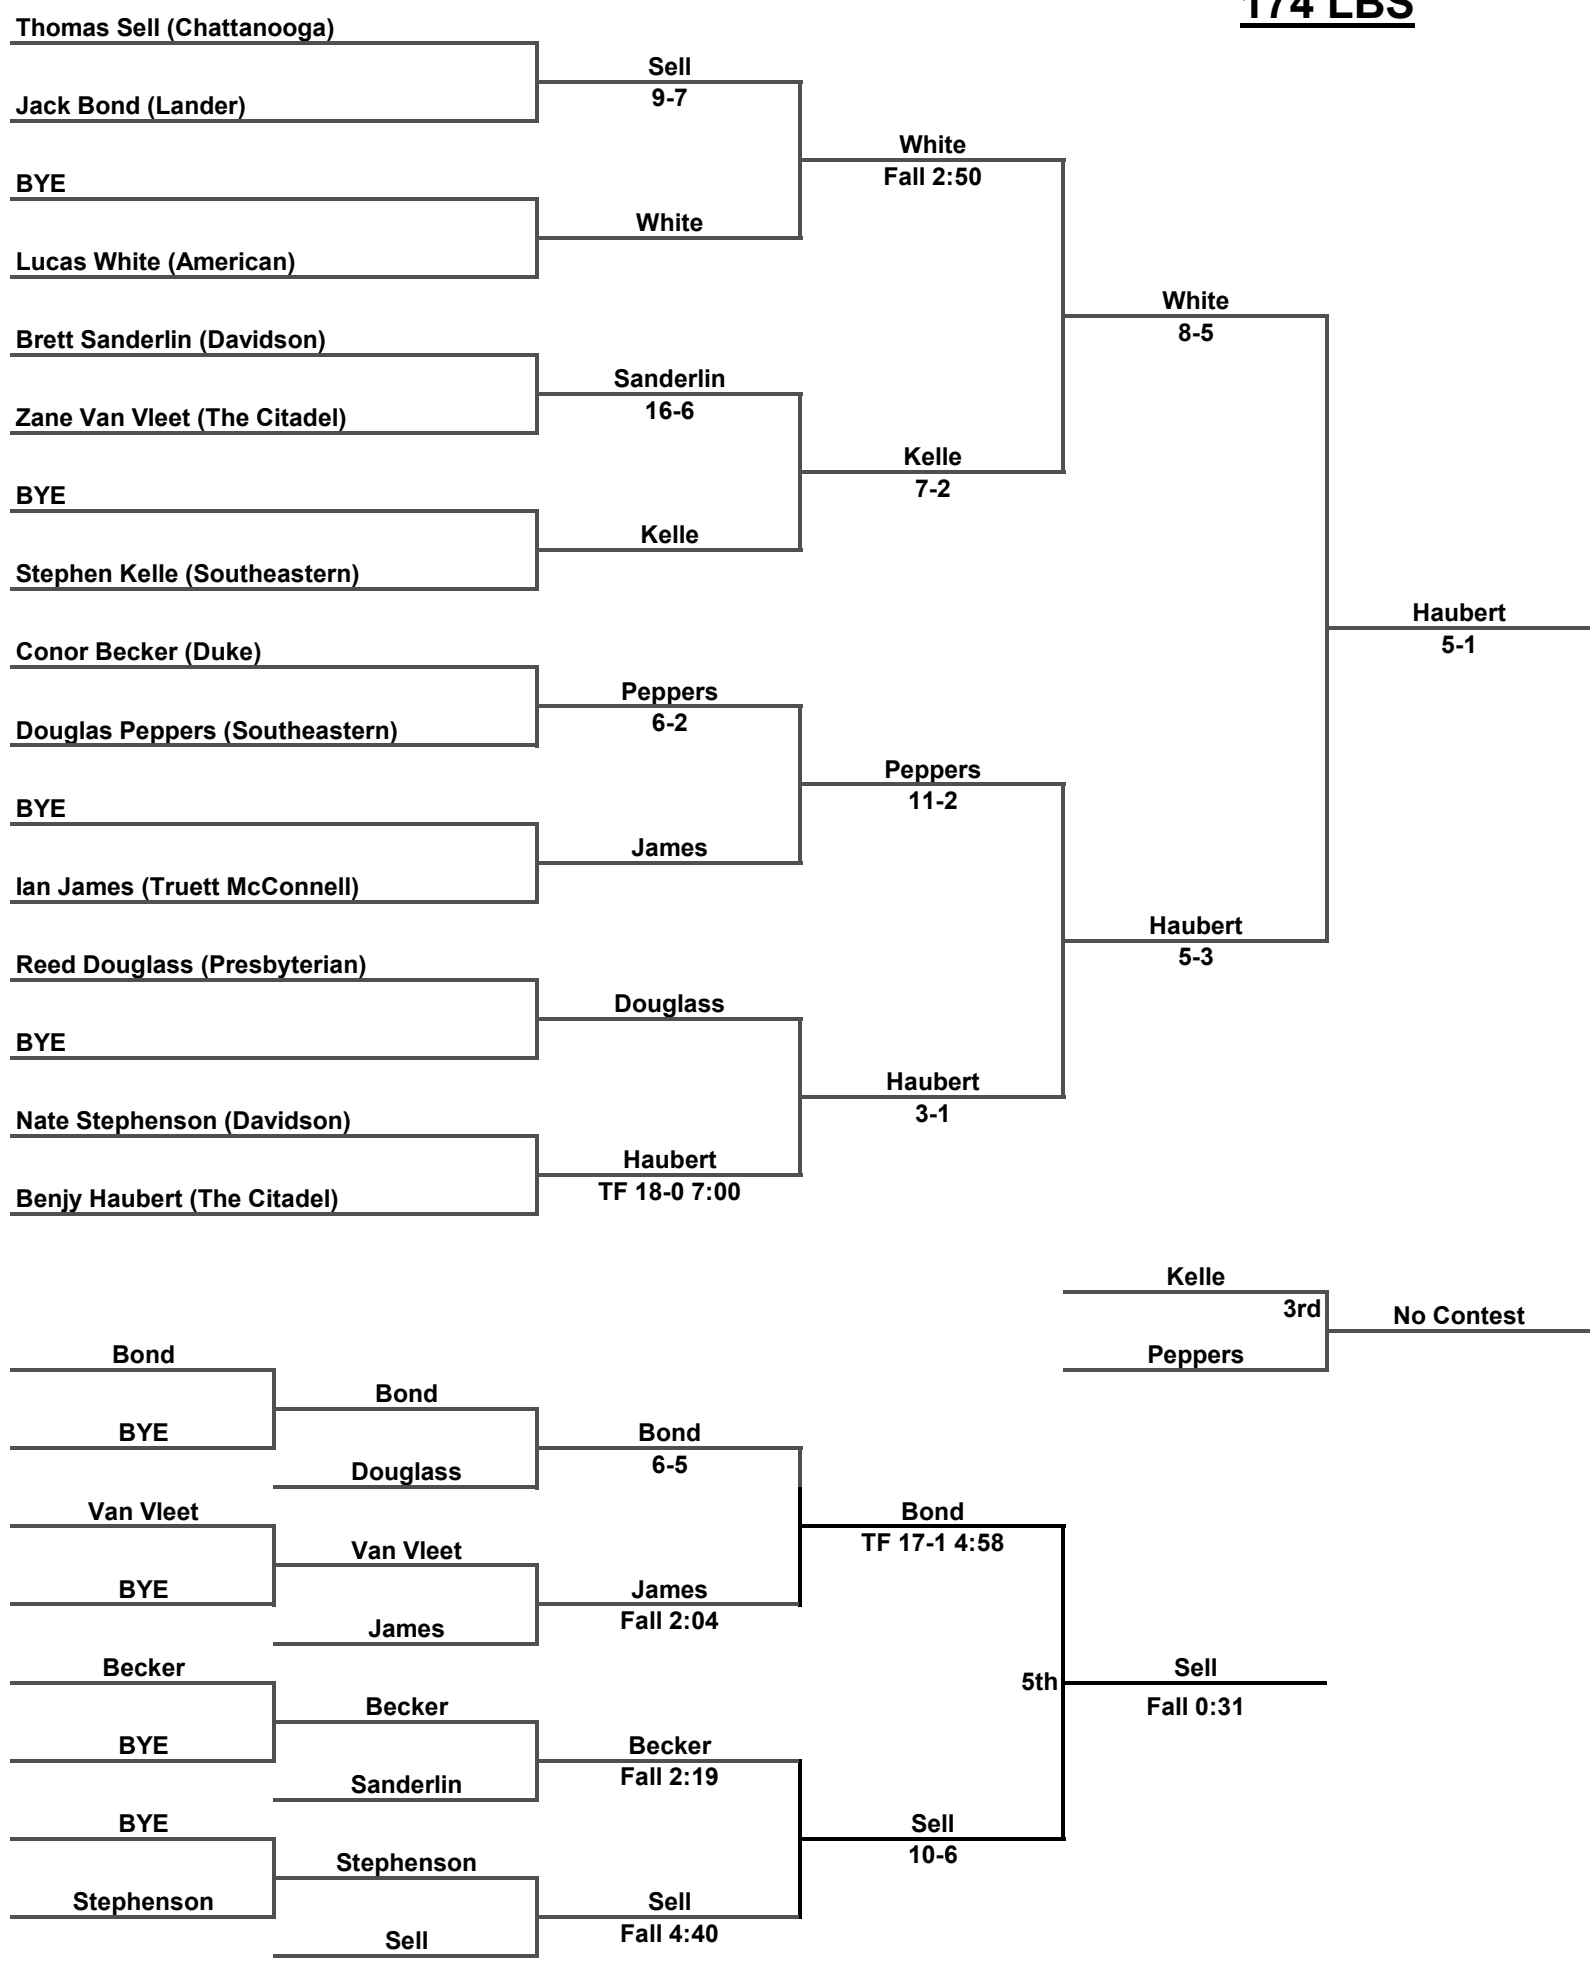 174 LBS
Thomas Sell (Chattanooga)
Sell
9-7
Jack Bond (Lander)
White
Fall 2:50
BYE
White
Lucas White (American)
White
8-5
Brett Sanderlin (Davidson)
Sanderlin
16-6
Zane Van Vleet (The Citadel)
Kelle
7-2
BYE
Kelle
Stephen Kelle (Southeastern)
Haubert
5-1
Conor Becker (Duke)
Peppers
6-2
Douglas Peppers (Southeastern)
Peppers
11-2
BYE
James
Ian James (Truett McConnell)
Haubert
5-3
Reed Douglass (Presbyterian)
Douglass
BYE
Haubert
3-1
Nate Stephenson (Davidson)
Haubert
TF 18-0 7:00
Benjy Haubert (The Citadel)
Kelle
3rd
No Contest
Peppers
Bond
Bond
BYE
Bond
6-5
Douglass
Van Vleet
Bond
TF 17-1 4:58
Van Vleet
BYE
James
Fall 2:04
James
Becker
5th
Sell
Fall 0:31
Becker
BYE
Becker
Fall 2:19
Sanderlin
BYE
Sell
10-6
Stephenson
Stephenson
Sell
Fall 4:40
Sell